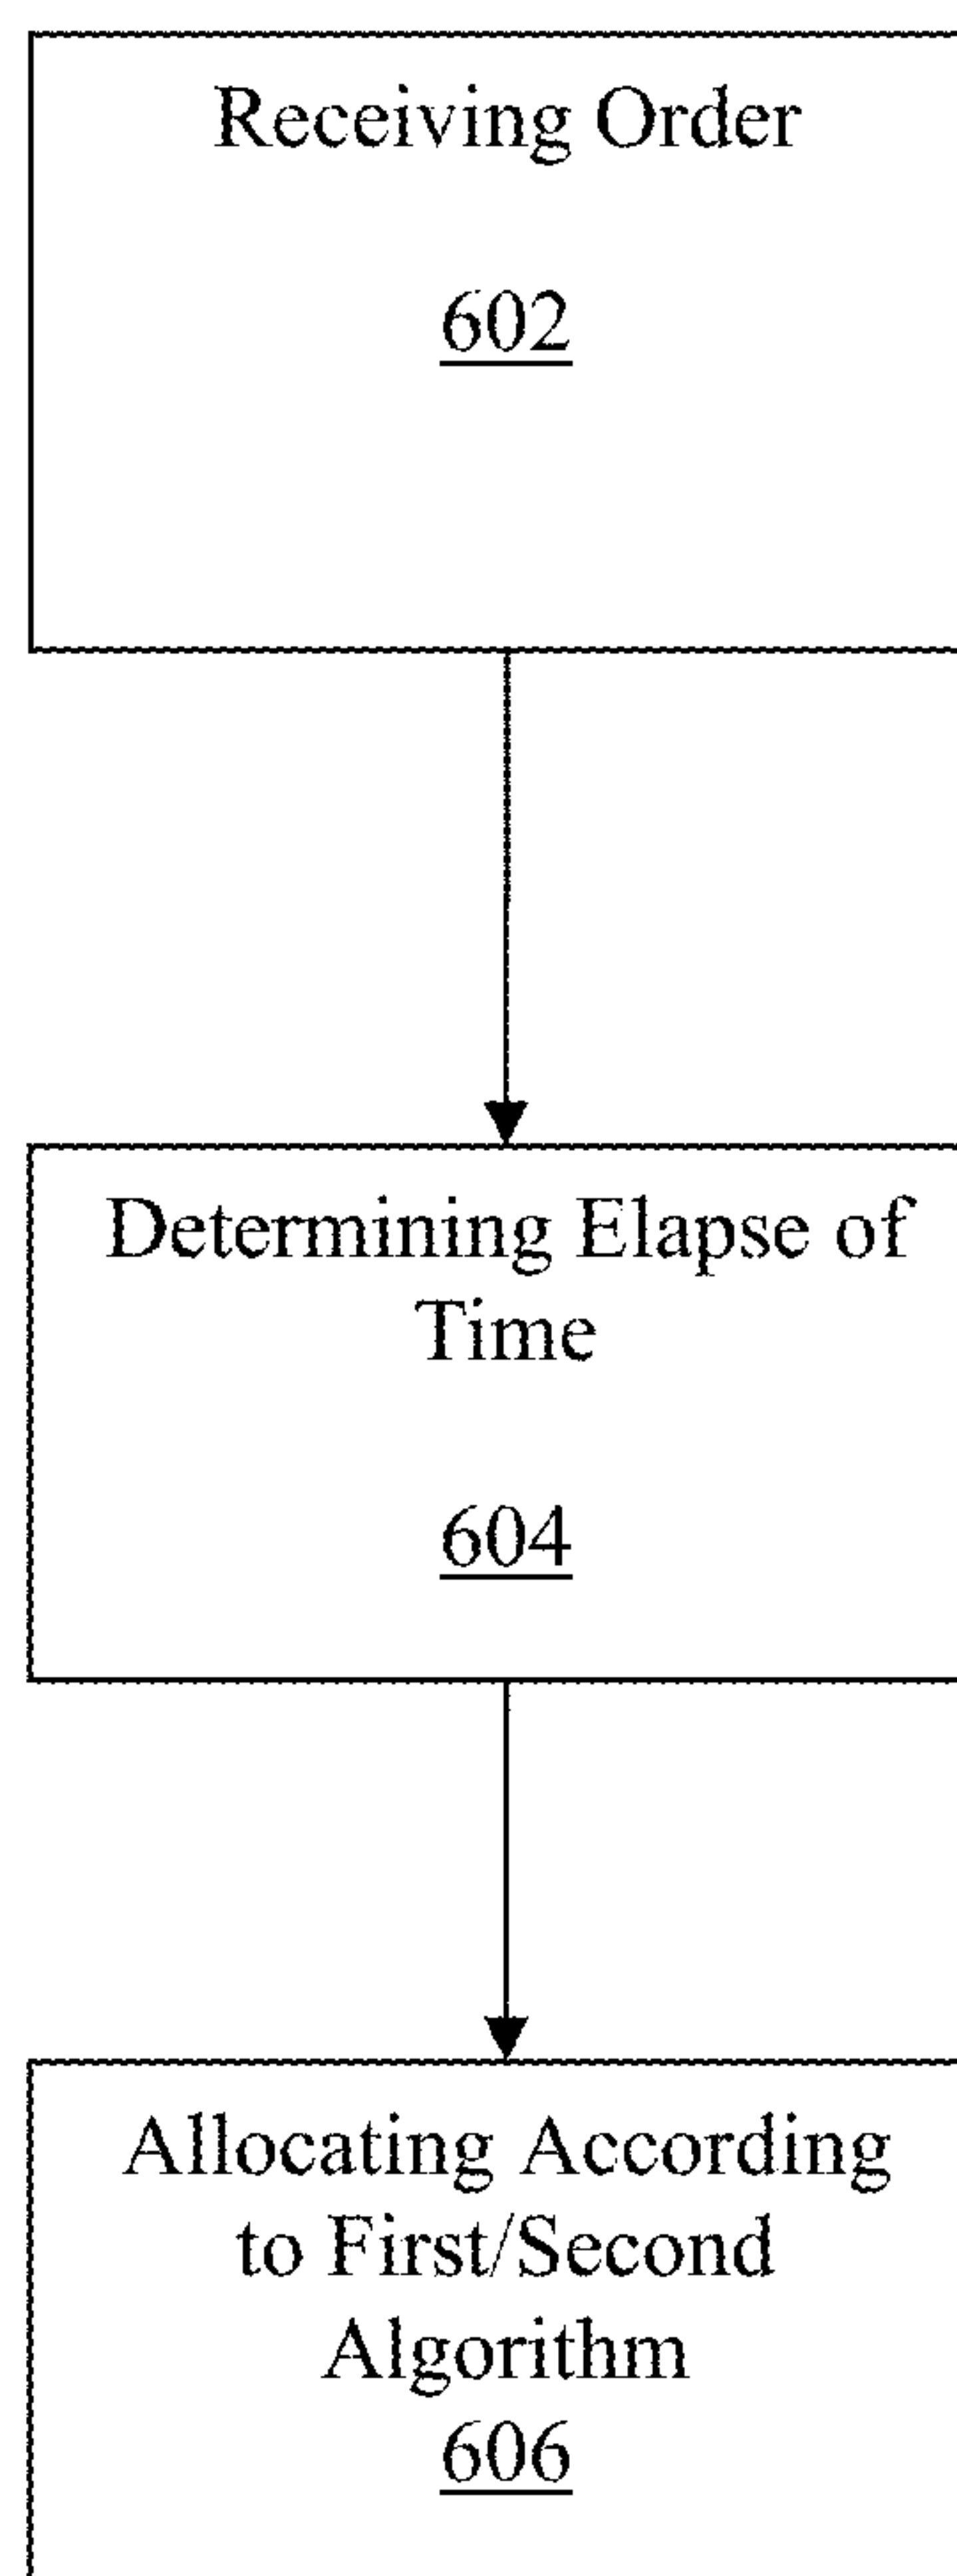 Receiving Order
602
Determining Elapse of
Time
604
Allocating According
to First/Second
Algorithm
606